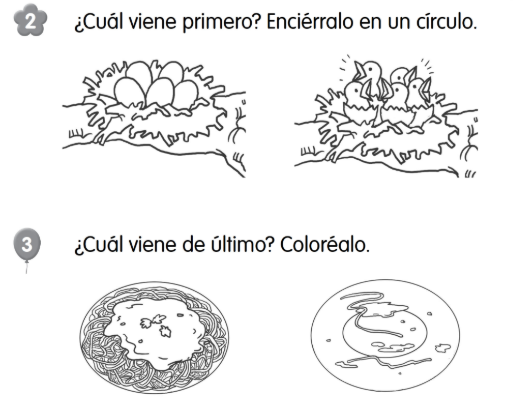 2 ¿Cuál viene primero? Enciérralo en un círculo.
3 ¿Cuál viene de último? Coloréalo.